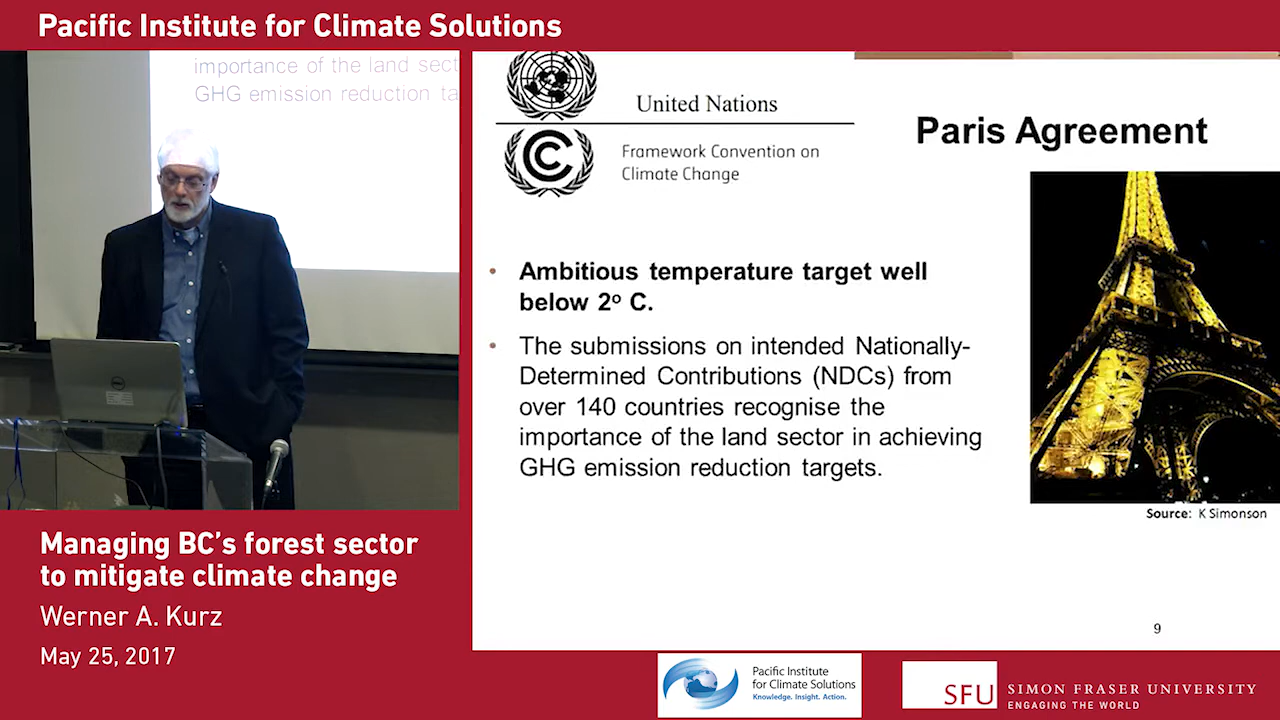 Pacific Institute for Climate Solutions
importance of the land sect
GHG emission reduction ta
United Nations
Framework Convention on
Climate Change
Paris Agreement
• Ambitious temperature target well
below 2º C.
• The submissions on intended Nationally-
Determined Contributions (NDCs) from
over 140 countries recognise the
importance of the land sector in achieving
GHG emission reduction targets.
Source: K Simonson
9
Managing BC's forest sector
to mitigate climate change
Werner A. Kurz
May 25, 2017
Pacific Institute
for Climate Solutions
Knowledge. Insight. Action.
SFU
SIMON FRASER UNIVERSITY
ENGAGING THE WORLD